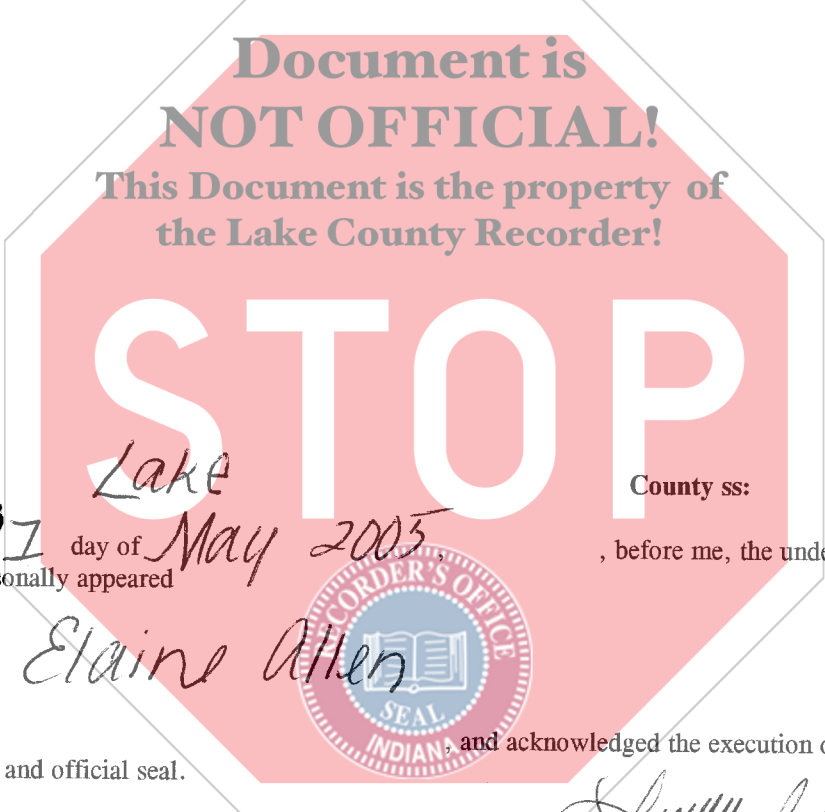 Document is
NOT OFFICIAL!
This Document is the property of
the Lake County Recorder!
STOP
Lake County ss:
day of May 2005, , before me, the unde
onally appeared
Elaine Allen
RECORDER'S OFFICE
SEAL
INDIANA
, and acknowledged the execution o
and official seal.